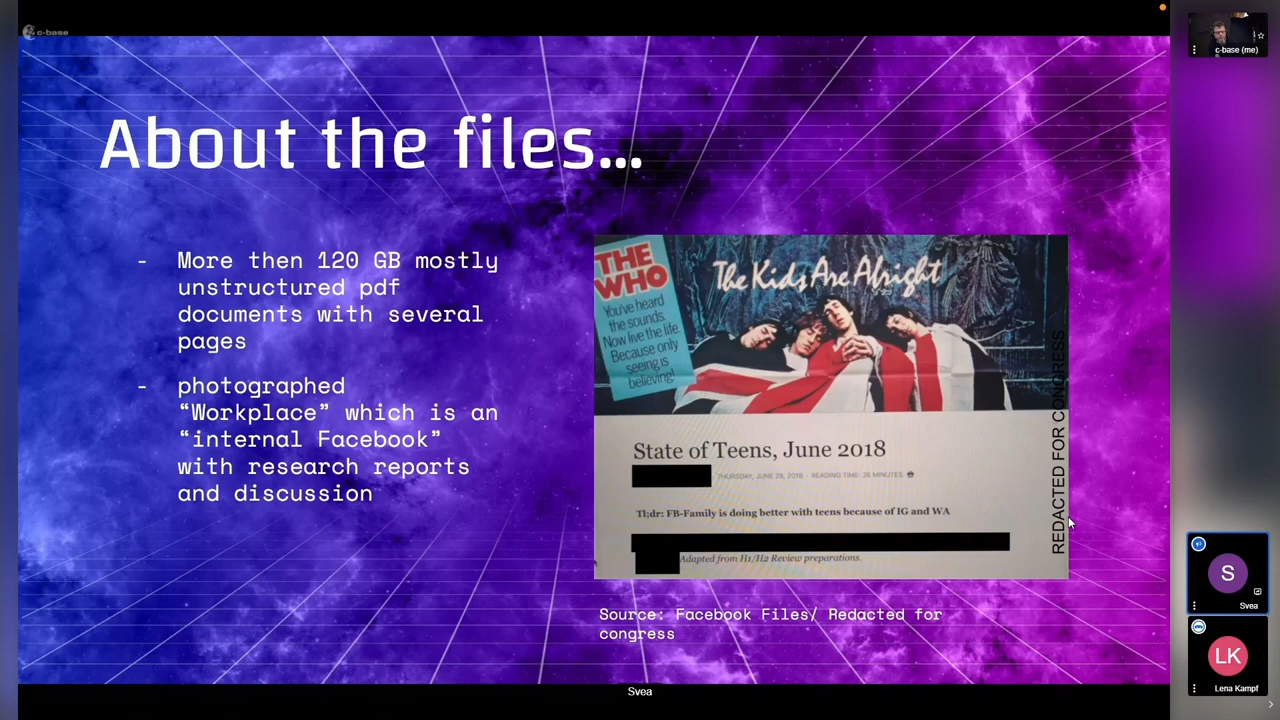 c-base
c-base (me)
About the files...
- More then 120 GB mostly
unstructured pdf
documents with several
pages
- photographed
“Workplace” which is an
“internal Facebook”
with research reports
and discussion
THE
WHO
You've heard
the sounds.
Now live the life.
Because only
seeing is
believing!
The Kids Are Alright
State of Teens, June 2018
THURSDAY, JUNE 28, 2018 - READING TIME: 26 MINUTES
Tl;dr: FB-Family is doing better with teens because of IG and WA
Adapted from H1/H2 Review preparations.
REDACTED FOR CONGRESS
Source: Facebook Files/ Redacted for
congress
S
Svea
LK
Lena Kampf
Svea